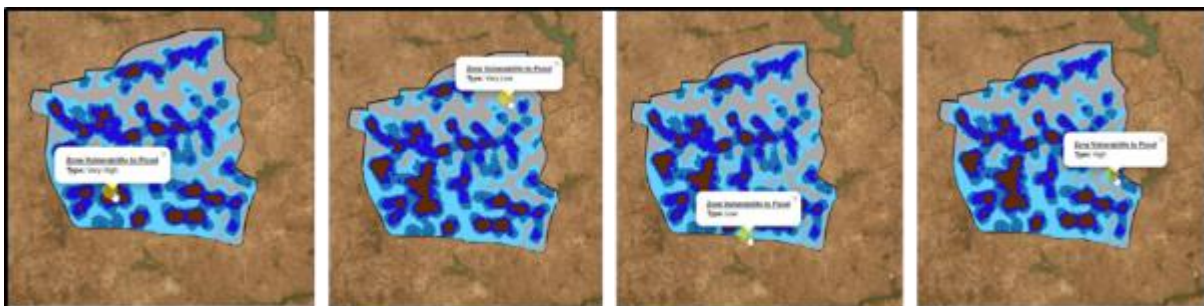 Zone Vulnerability to Flood
Type: Very High
Zone Vulnerability to Flood
Type: Very Low
Zone Vulnerability to Flood
Type: Low
Zone Vulnerability to Flood
Type: High